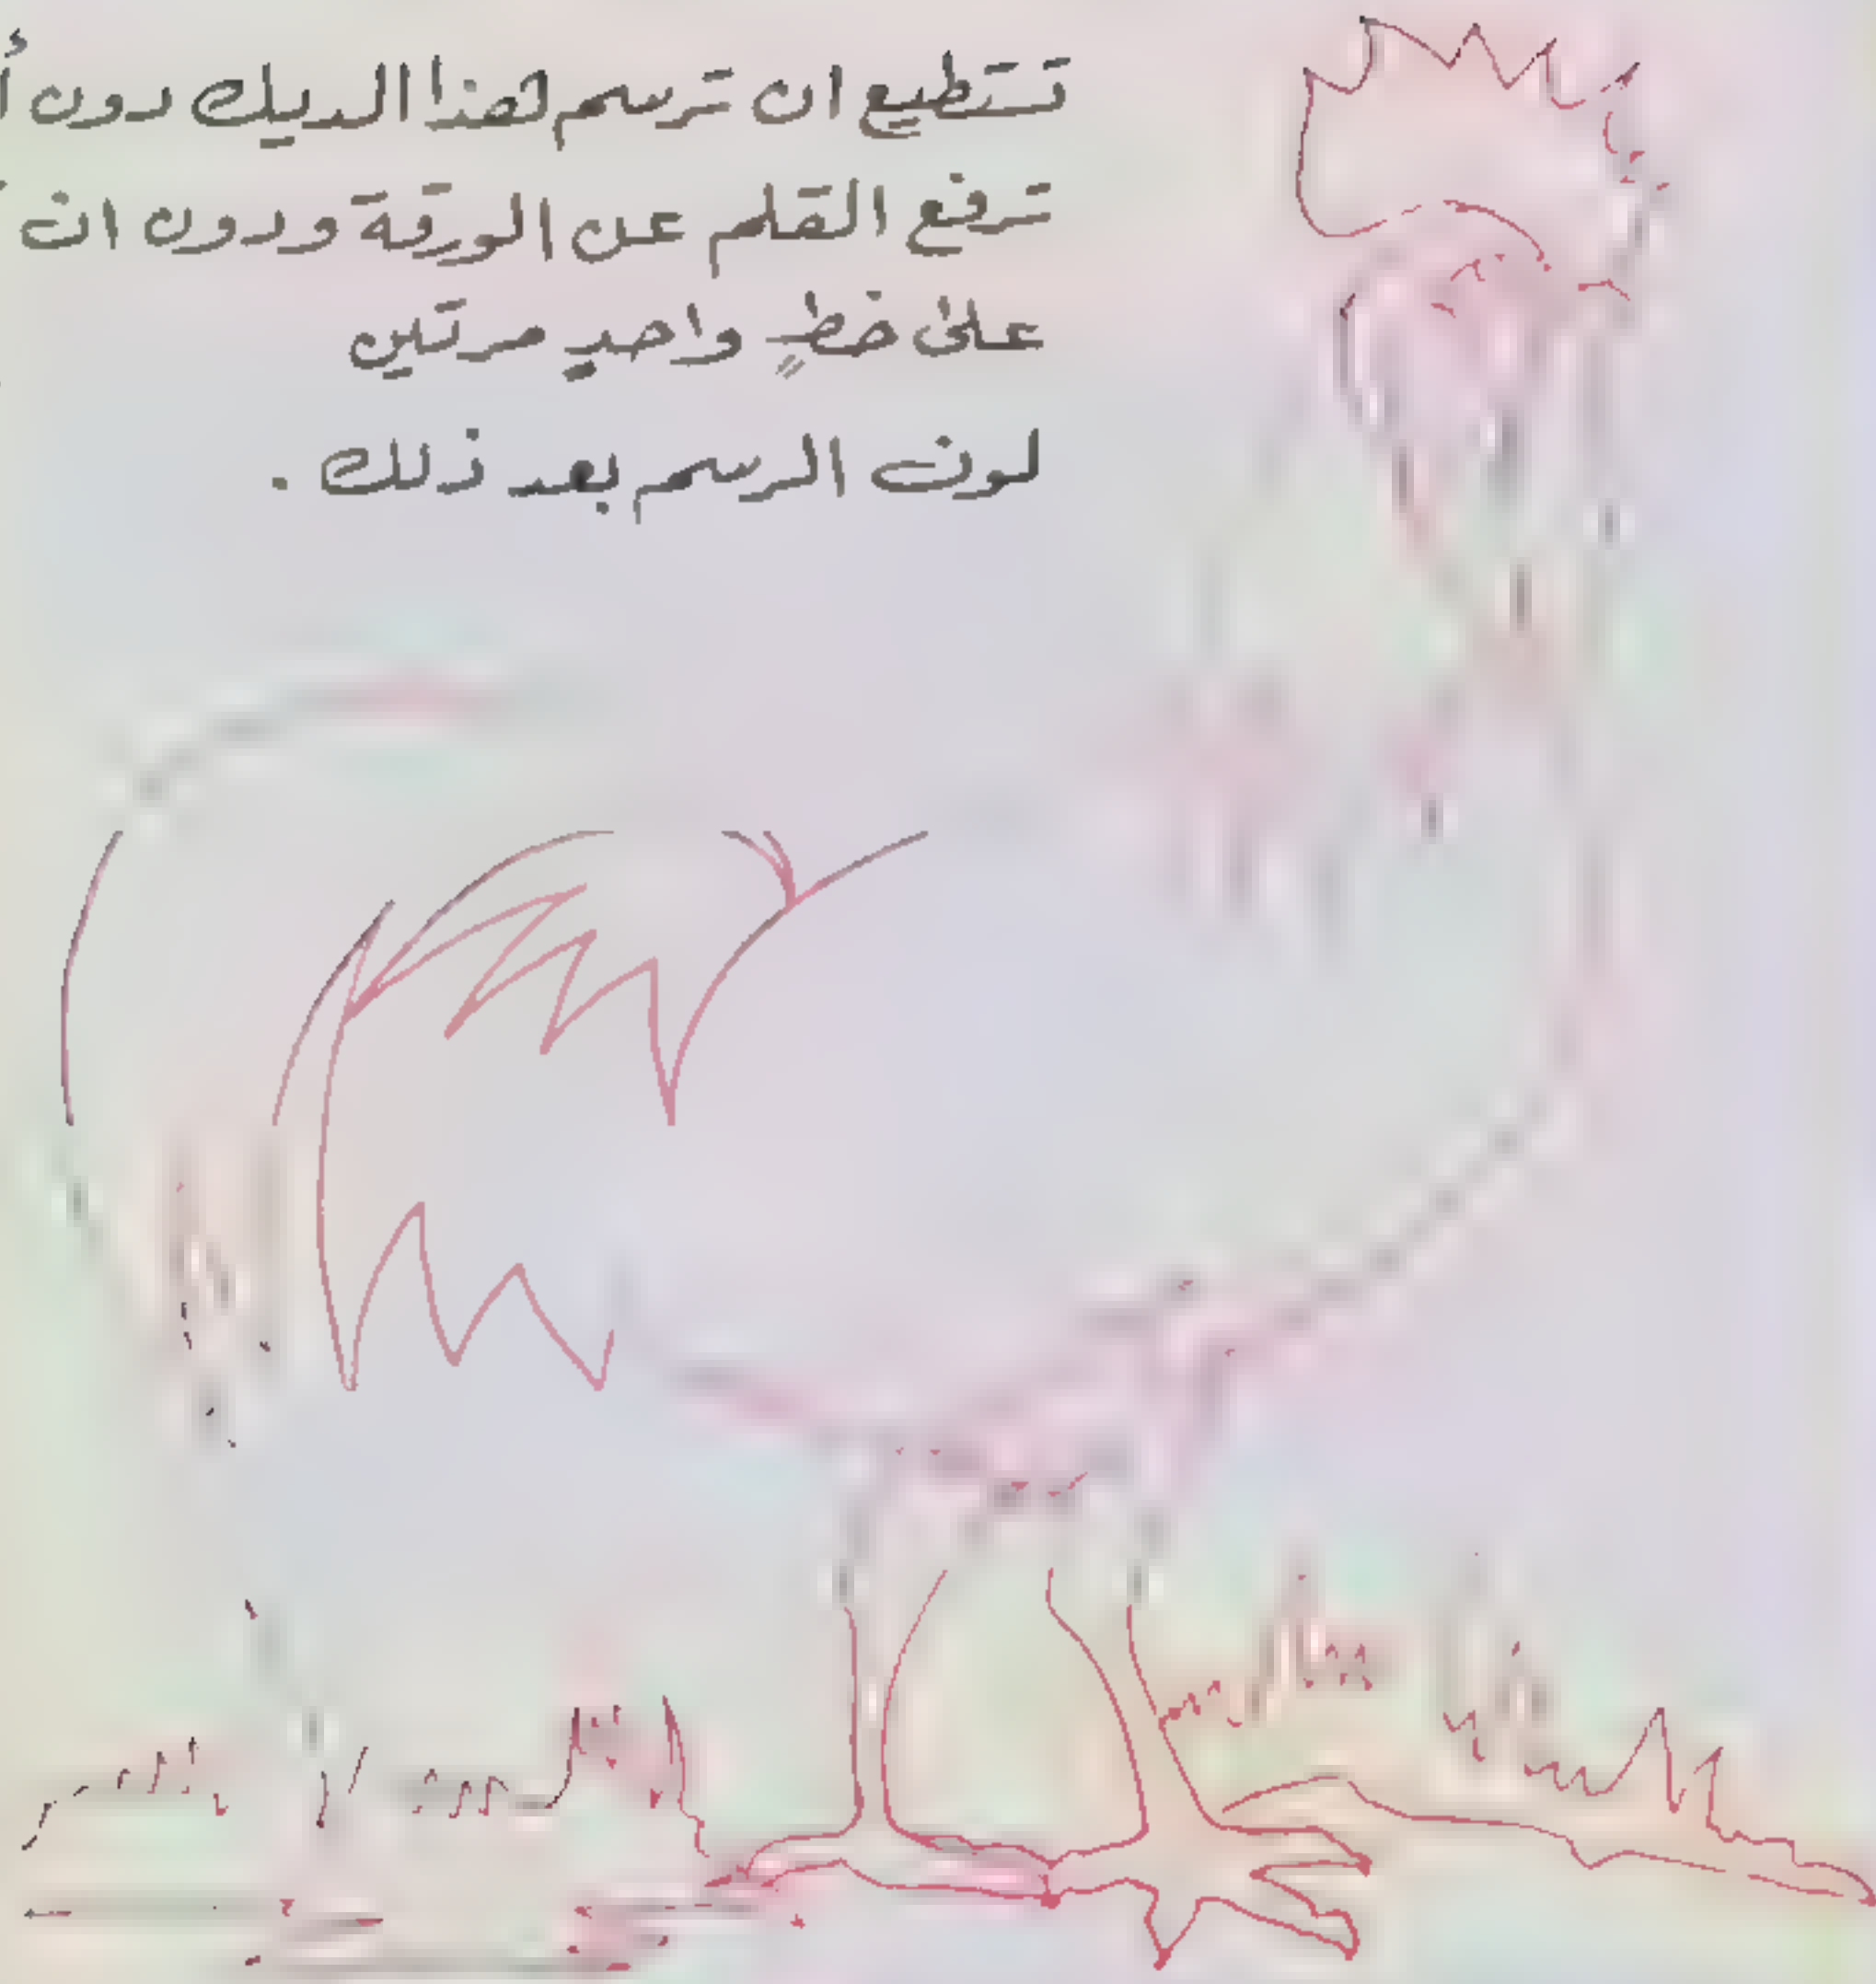 تتطيع ان ترسم هذا الديك دون أ
ترفع القلم عن الورقة ودون ان
على خطٍ واحدٍ مرتين
لون الرسم بعد ذلك .